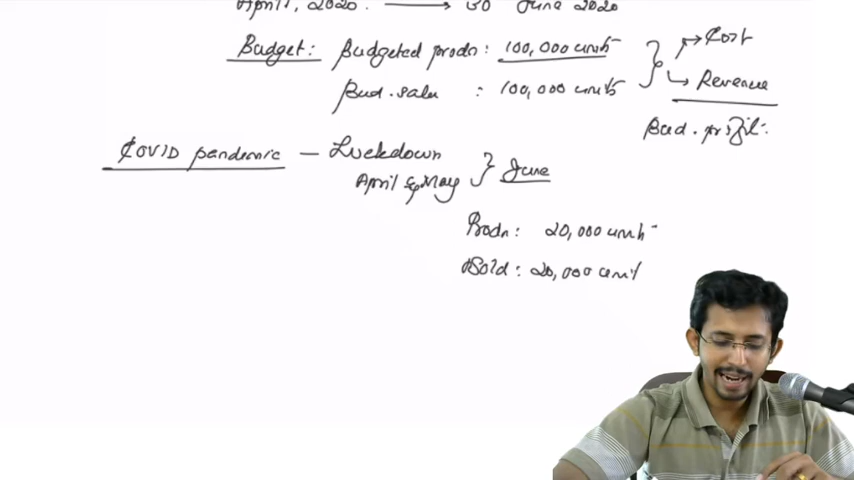 April 1, 2020. → 30 June 2020
Budget: Budgeted prodn: 100,000 units
Cost
Bud. sales : 100,000 units
Revenue
Bud. profit:
COVID pandemic — Lockdown
April & May } June
Prodn: 20,000 units
Sold: 20,000 units